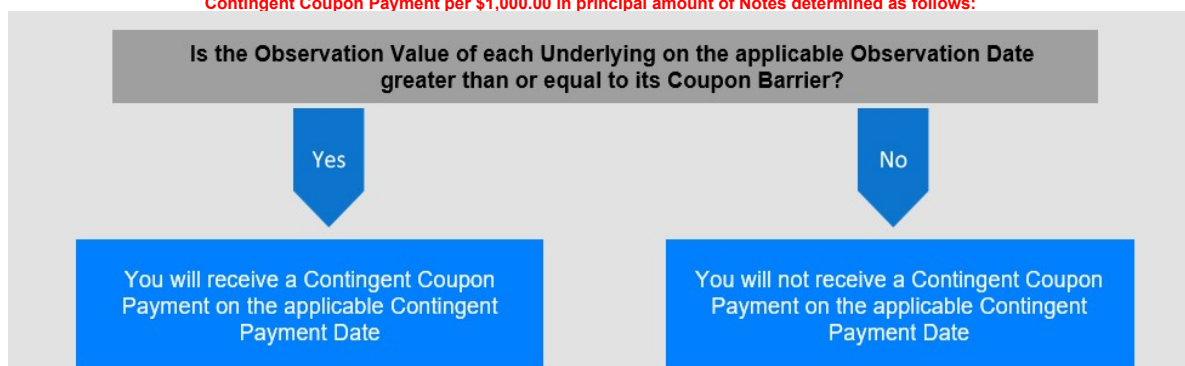 Contingent Coupon Payment per $1,000.00 in principal amount of Notes determined as follows:
Is the Observation Value of each Underlying on the applicable Observation Date
greater than or equal to its Coupon Barrier?
Yes
No
You will receive a Contingent Coupon
Payment on the applicable Contingent
Payment Date
You will not receive a Contingent Coupon
Payment on the applicable Contingent
Payment Date